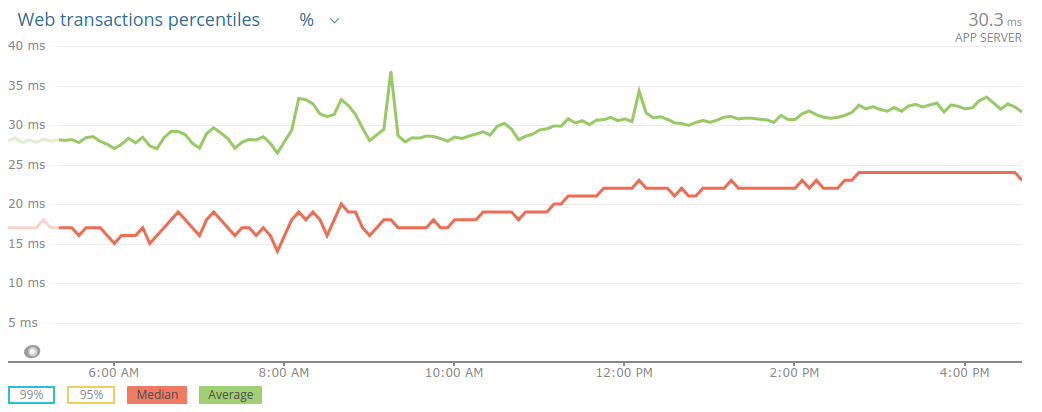 Web transactions percentiles % 30.3 ms
APP SERVER
40 ms
35 ms
30 ms
25 ms
20 ms
15 ms
10 ms
5 ms
6:00 AM 8:00 AM 10:00 AM 12:00 PM 2:00 PM 4:00 PM
99% 95% Median Average